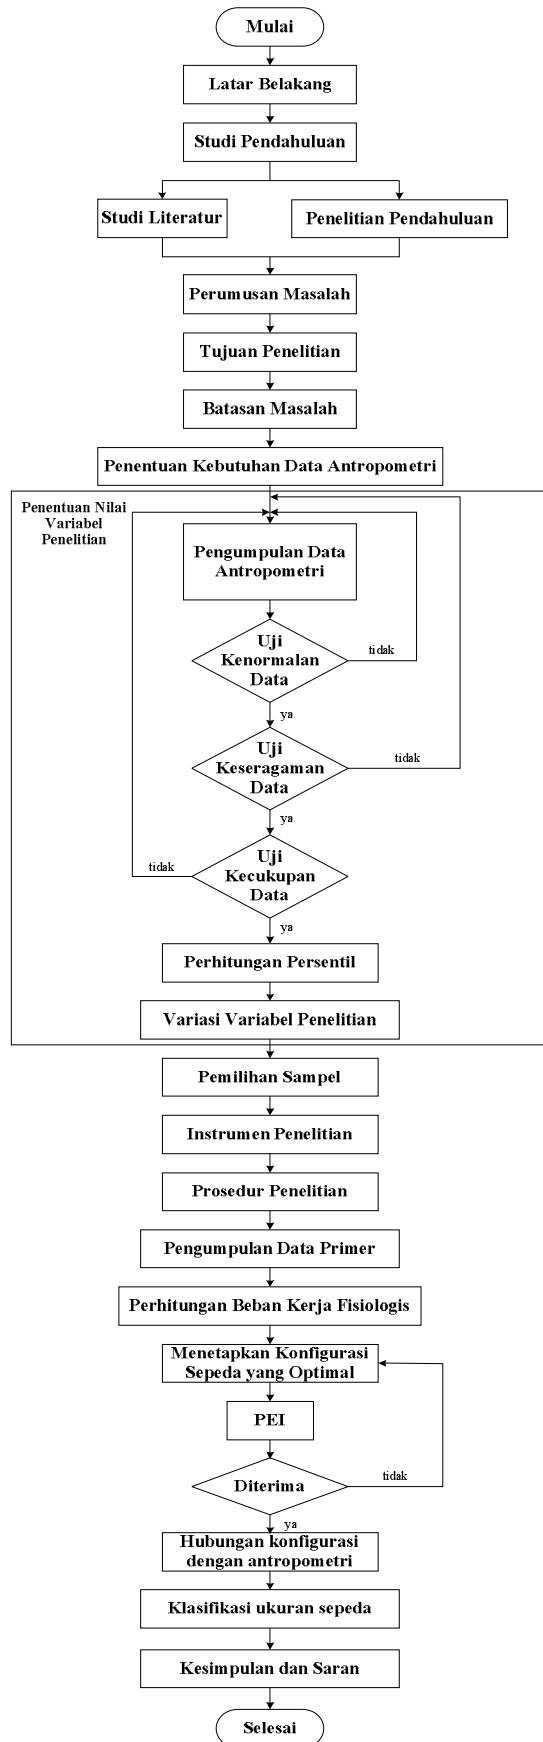 Mulai
Latar Belakang
Studi Pendahuluan
Studi Literatur
Penelitian Pendahuluan
Perumusan Masalah
Tujuan Penelitian
Batasan Masalah
Penentuan Kebutuhan Data Antropometri
Penentuan Nilai
Variabel
Penelitian
Pengumpulan Data
Antropometri
Uji
Kenormalan
Data
tidak
ya
Uji
Keseragaman
Data
tidak
ya
Uji
Kecukupan
Data
tidak
ya
Perhitungan Persentil
Variasi Variabel Penelitian
Pemilihan Sampel
Instrumen Penelitian
Prosedur Penelitian
Pengumpulan Data Primer
Perhitungan Beban Kerja Fisiologis
Menetapkan Konfigurasi
Sepeda yang Optimal
PEI
Diterima
tidak
ya
Hubungan konfigurasi
dengan antropometri
Klasifikasi ukuran sepeda
Kesimpulan dan Saran
Selesai